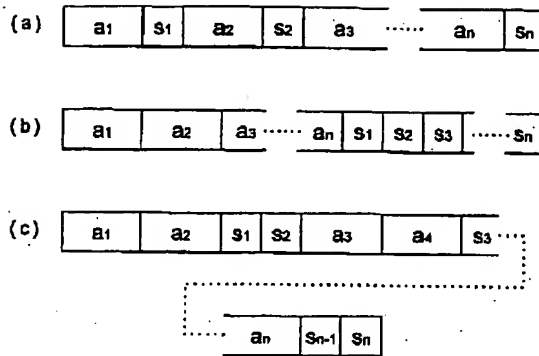 (a) a1 s1 a2 s2 a3 ...... an sn
(b) a1 a2 a3 ...... an s1 s2 s3 ...... sn
(c) a1 a2 s1 s2 a3 a4 s3
an sn-1 sn